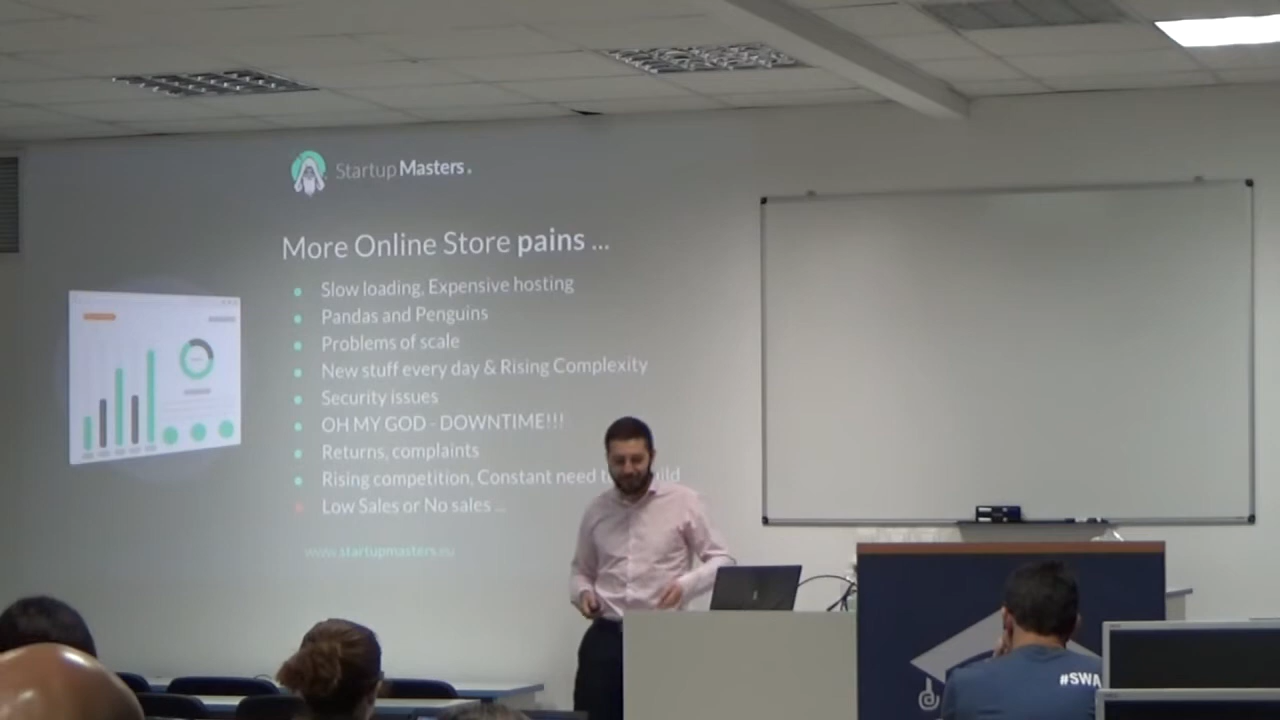 Startup Masters.
More Online Store pains ...
Slow loading, Expensive hosting
Pandas and Penguins
Problems of scale
New stuff every day & Rising Complexity
Security issues
OH MY GOD - DOWNTIME!!!
Returns, complaints
Rising competition, Constant need
Low Sales or No sales ...
www.startupmasters.eu
#SWA